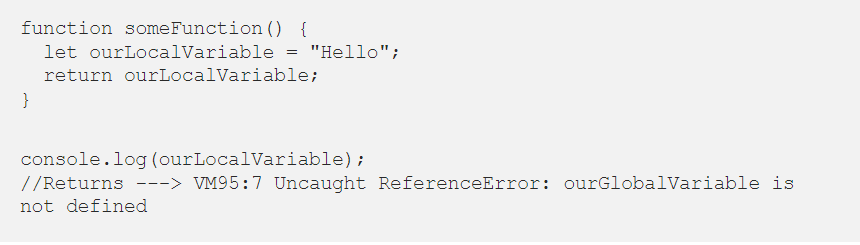 function someFunction() {
  let ourLocalVariable = "Hello";
  return ourLocalVariable;
}

console.log(ourLocalVariable);
//Returns ---> VM95:7 Uncaught ReferenceError: ourGlobalVariable is
not defined